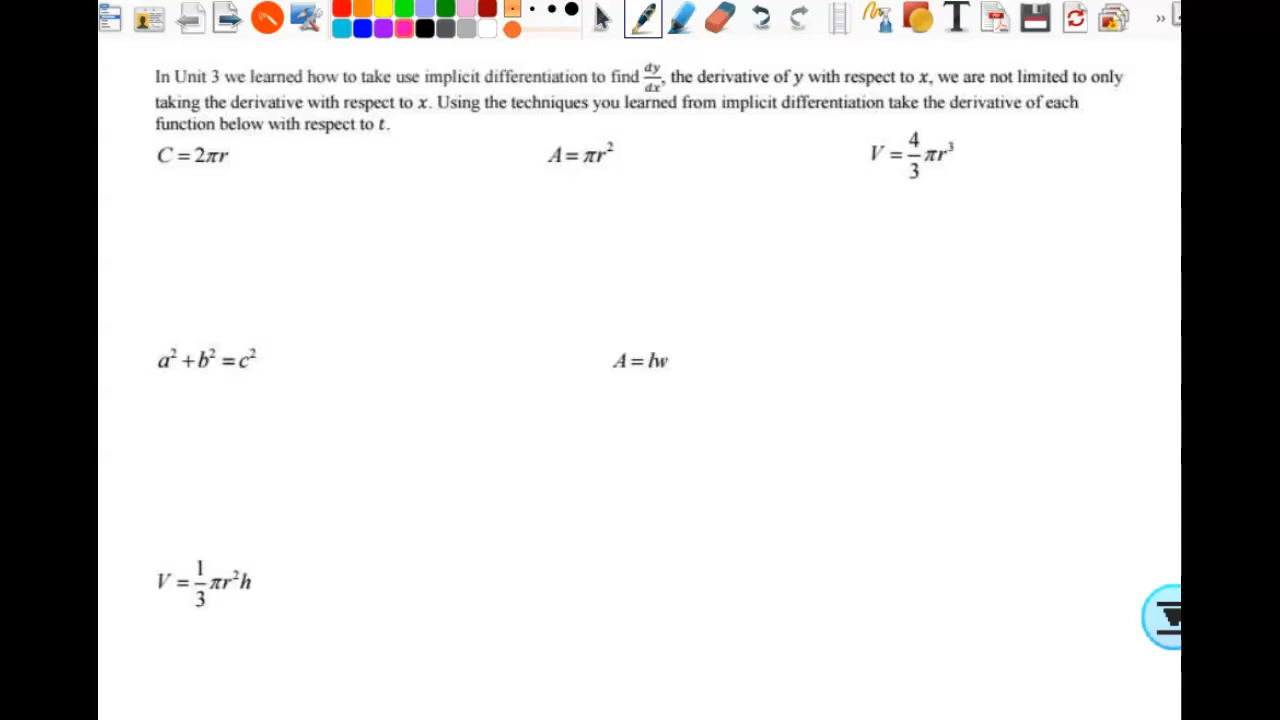 In Unit 3 we learned how to take use implicit differentiation to find dy/dx, the derivative of y with respect to x, we are not limited to only
taking the derivative with respect to x. Using the techniques you learned from implicit differentiation take the derivative of each
function below with respect to t.
C = 2πr
A = πr²
V = 4/3 πr³
a² + b² = c²
A = lw
V = 1/3 πr²h